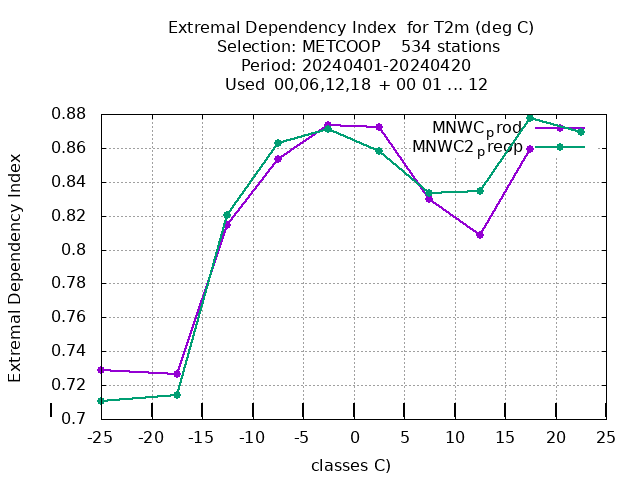 Extremal Dependency Index for T2m (deg C)
Selection: METCOOP 534 stations
Period: 20240401-20240420
Used 00,06,12,18 + 00 01 ... 12
Extremal Dependency Index
0.88
0.86
0.84
0.82
0.8
0.78
0.76
0.74
0.72
0.7
MNWCprod
MNWC2preop
-25 -20 -15 -10 -5 0 5 10 15 20 25
classes C)